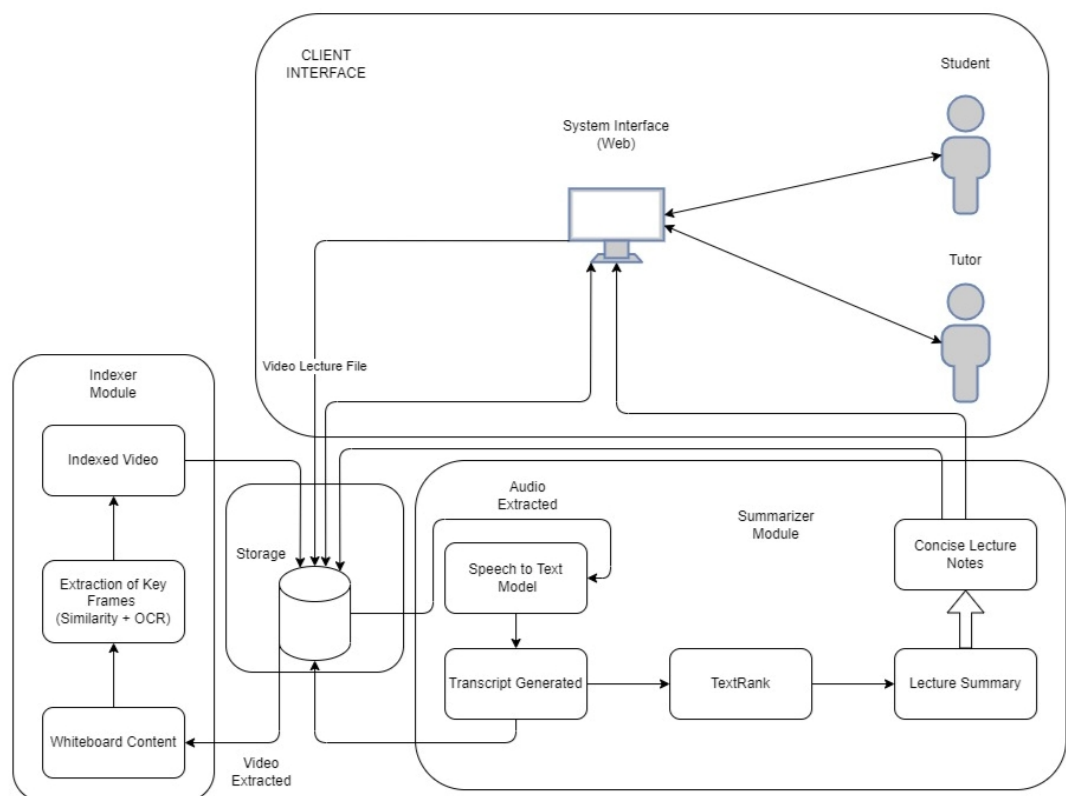 CLIENT
INTERFACE
Student
System Interface
(Web)
Tutor
Video Lecture File
Indexer
Module
Indexed Video
Extraction of Key
Frames
(Similarity + OCR)
Whiteboard Content
Storage
Video
Extracted
Audio
Extracted
Summarizer
Module
Speech to Text
Model
Transcript Generated
TextRank
Lecture Summary
Concise Lecture
Notes